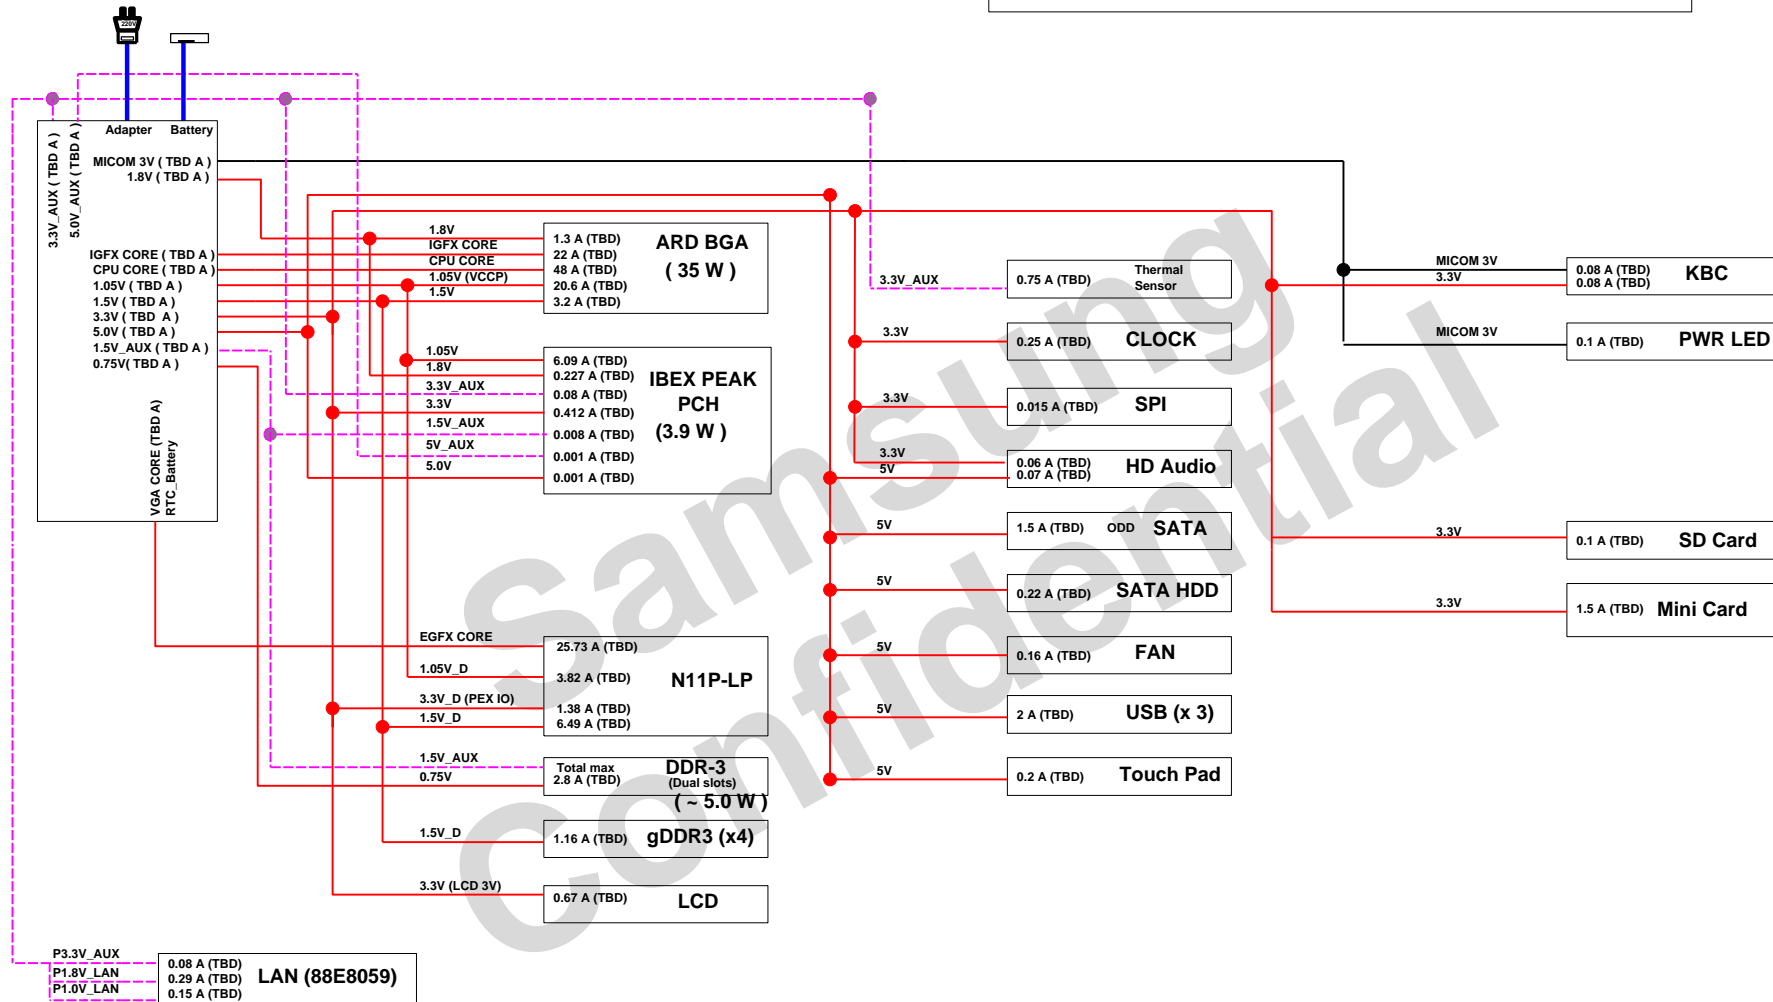 220V
Adapter Battery
3.3V_AUX ( TBD A )
5.0V_AUX ( TBD A )
MICOM 3V ( TBD A )
1.8V ( TBD A )
IGFX CORE ( TBD A )
CPU CORE ( TBD A )
1.05V ( TBD A )
1.5V ( TBD A )
3.3V ( TBD A )
5.0V ( TBD A )
1.5V_AUX ( TBD A )
0.75V( TBD A )
VGA CORE (TBD A)
RTC_Battery
1.8V
IGFX CORE
CPU CORE
1.05V (VCCP)
1.5V
1.3 A (TBD)
22 A (TBD)
48 A (TBD)
20.6 A (TBD)
3.2 A (TBD)
ARD BGA
( 35 W )
1.05V
1.8V
3.3V_AUX
3.3V
1.5V_AUX
5V_AUX
5.0V
6.09 A (TBD)
0.227 A (TBD)
0.08 A (TBD)
0.412 A (TBD)
0.008 A (TBD)
0.001 A (TBD)
0.001 A (TBD)
IBEX PEAK
PCH
(3.9 W )
EGFX CORE
1.05V_D
3.3V_D (PEX IO)
1.5V_D
25.73 A (TBD)
3.82 A (TBD)
1.38 A (TBD)
6.49 A (TBD)
N11P-LP
1.5V_AUX
0.75V
Total max
2.8 A (TBD)
DDR-3
(Dual slots)
( ~ 5.0 W )
1.5V_D
1.16 A (TBD) gDDR3 (x4)
3.3V (LCD 3V)
0.67 A (TBD) LCD
P3.3V_AUX
P1.8V_LAN
P1.0V_LAN
0.08 A (TBD)
0.29 A (TBD)
0.15 A (TBD)
LAN (88E8059)
3.3V_AUX
0.75 A (TBD)
Thermal
Sensor
3.3V
0.25 A (TBD) CLOCK
3.3V
0.015 A (TBD) SPI
3.3V
5V
0.06 A (TBD)
0.07 A (TBD)
HD Audio
5V
1.5 A (TBD) ODD SATA
5V
0.22 A (TBD) SATA HDD
5V
0.16 A (TBD) FAN
5V
2 A (TBD) USB (x 3)
5V
0.2 A (TBD) Touch Pad
MICOM 3V
3.3V
0.08 A (TBD)
0.08 A (TBD)
KBC
MICOM 3V
0.1 A (TBD) PWR LED
3.3V
0.1 A (TBD) SD Card
3.3V
1.5 A (TBD) Mini Card
Samsung
Confidential